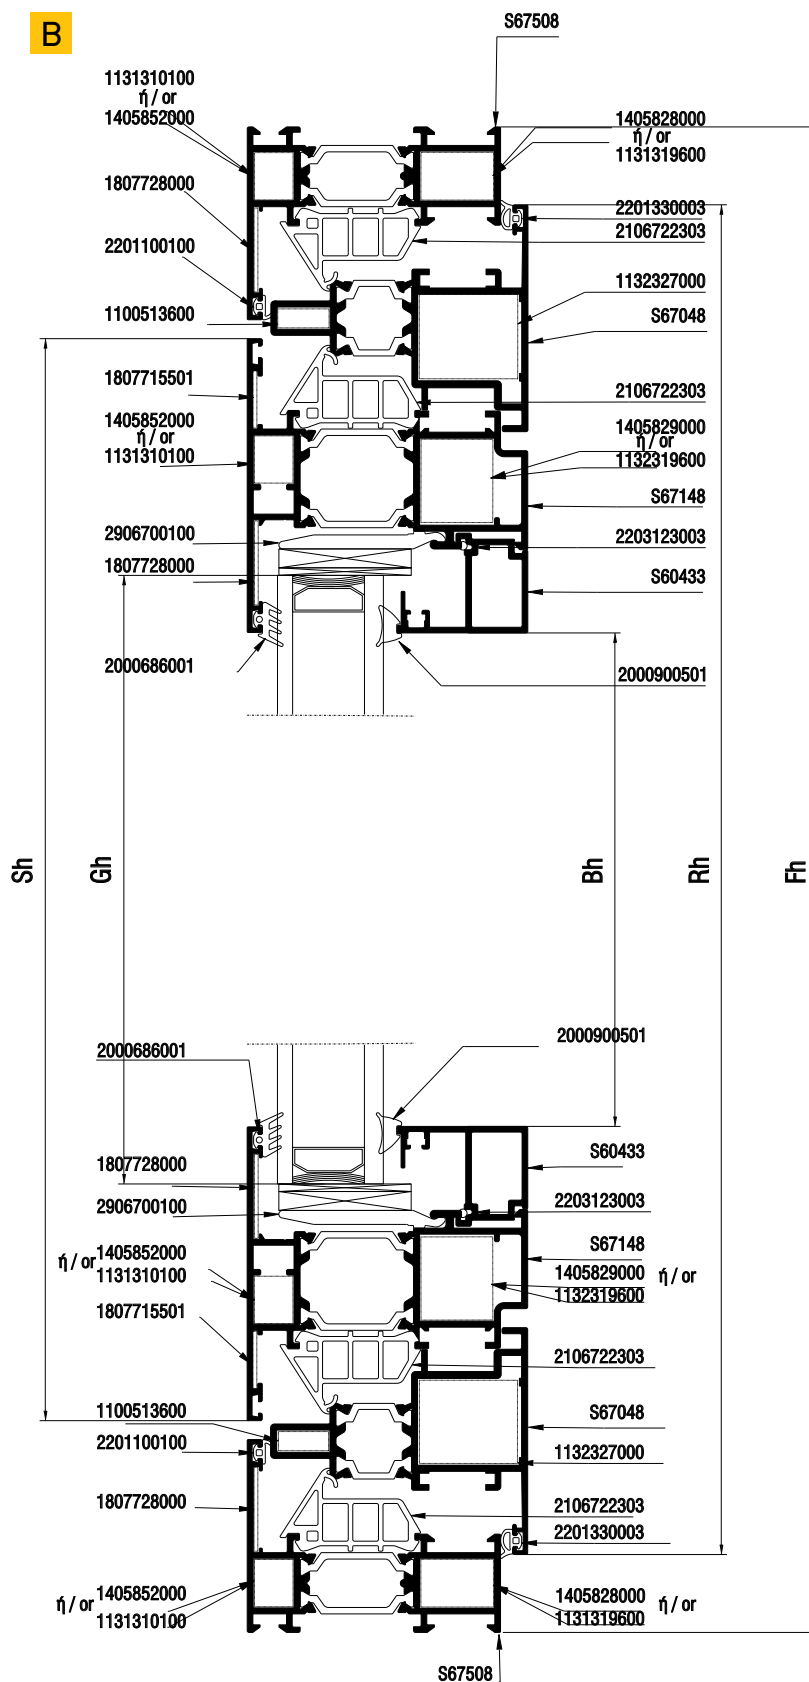 B
S67508
1131310100
ή / or
1405852000
1405828000
ή / or
1131319600
1807728000
2201330003
2106722303
2201100100
1132327000
1100513600
S67048
1807715501
2106722303
1405852000
ή / or
1131310100
1405829000
ή / or
1132319600
S67148
2906700100
2203123003
1807728000
S60433
2000686001
2000900501
Sh
Gh
Bh
Rh
Fh
2000686001
2000900501
1807728000
S60433
2906700100
2203123003
ή / or 1405852000
1131310100
S67148
1405829000 ή / or
1132319600
1807715501
2106722303
1100513600
S67048
2201100100
1132327000
1807728000
2106722303
2201330003
ή / or 1405852000
1131310100
1405828000 ή / or
1131319600
S67508